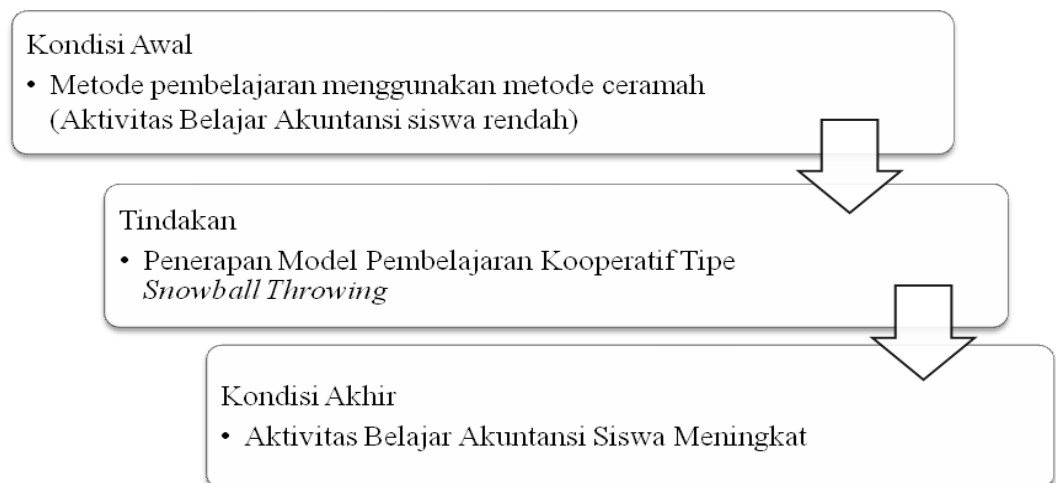 Kondisi Awal
• Metode pembelajaran menggunakan metode ceramah
(Aktivitas Belajar Akuntansi siswa rendah)
Tindakan
• Penerapan Model Pembelajaran Kooperatif Tipe
Snowball Throwing
Kondisi Akhir
• Aktivitas Belajar Akuntansi Siswa Meningkat